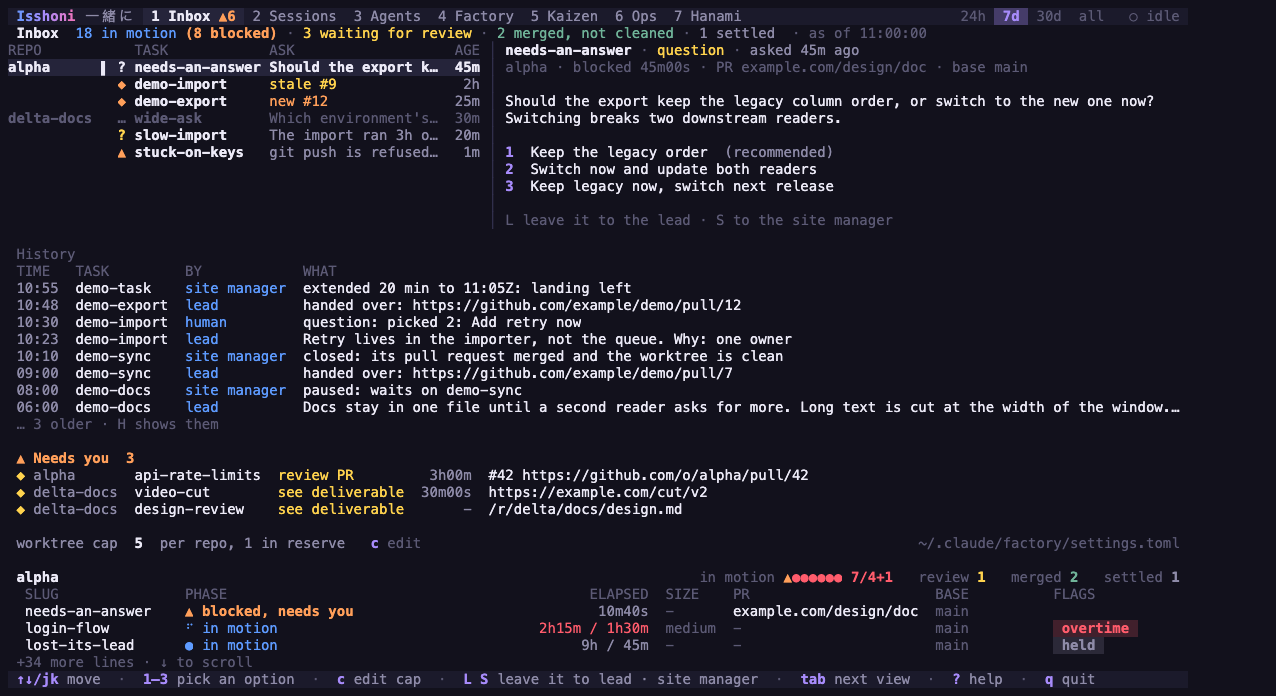 Isshoni 一緒に 1 Inbox ▲6 2 Sessions 3 Agents 4 Factory 5 Kaizen 6 Ops 7 Hanami 24h 7d 30d all ○ idle
Inbox 18 in motion (8 blocked) · 3 waiting for review · 2 merged, not cleaned · 1 settled · as of 11:00:00
REPO TASK ASK AGE
alpha ? needs-an-answer Should the export k… 45m
◆ demo-import stale #9 2h
◆ demo-export new #12 25m
delta-docs … wide-ask Which environment's… 30m
? slow-import The import ran 3h o… 20m
▲ stuck-on-keys git push is refused… 1m
needs-an-answer · question · asked 45m ago
alpha · blocked 45m00s · PR example.com/design/doc · base main
Should the export keep the legacy column order, or switch to the new one now?
Switching breaks two downstream readers.
1 Keep the legacy order (recommended)
2 Switch now and update both readers
3 Keep legacy now, switch next release
L leave it to the lead · S to the site manager
History
TIME TASK BY WHAT
10:55 demo-task site manager extended 20 min to 11:05Z: landing left
10:48 demo-export lead handed over: https://github.com/example/demo/pull/12
10:30 demo-import human question: picked 2: Add retry now
10:23 demo-import lead Retry lives in the importer, not the queue. Why: one owner
10:10 demo-sync site manager closed: its pull request merged and the worktree is clean
09:00 demo-sync lead handed over: https://github.com/example/demo/pull/7
08:00 demo-docs site manager paused: waits on demo-sync
06:00 demo-docs lead Docs stay in one file until a second reader asks for more. Long text is cut at the width of the window.…
… 3 older · H shows them
▲ Needs you 3
◆ alpha api-rate-limits review PR 3h00m #42 https://github.com/o/alpha/pull/42
◆ delta-docs video-cut see deliverable 30m00s https://example.com/cut/v2
◆ delta-docs design-review see deliverable – /r/delta/docs/design.md
worktree cap 5 per repo, 1 in reserve c edit ~/.claude/factory/settings.toml
alpha in motion ▲●●●●●● 7/4+1 review 1 merged 2 settled 1
SLUG PHASE ELAPSED SIZE PR BASE FLAGS
needs-an-answer ▲ blocked, needs you 10m40s – example.com/design/doc main
login-flow ⠋ in motion 2h15m / 1h30m medium – main overtime
lost-its-lead ● in motion 9h / 45m – – main held
+34 more lines · ↓ to scroll
↑↓/jk move · 1–3 pick an option · c edit cap · L S leave it to lead · site manager · tab next view · ? help · q quit